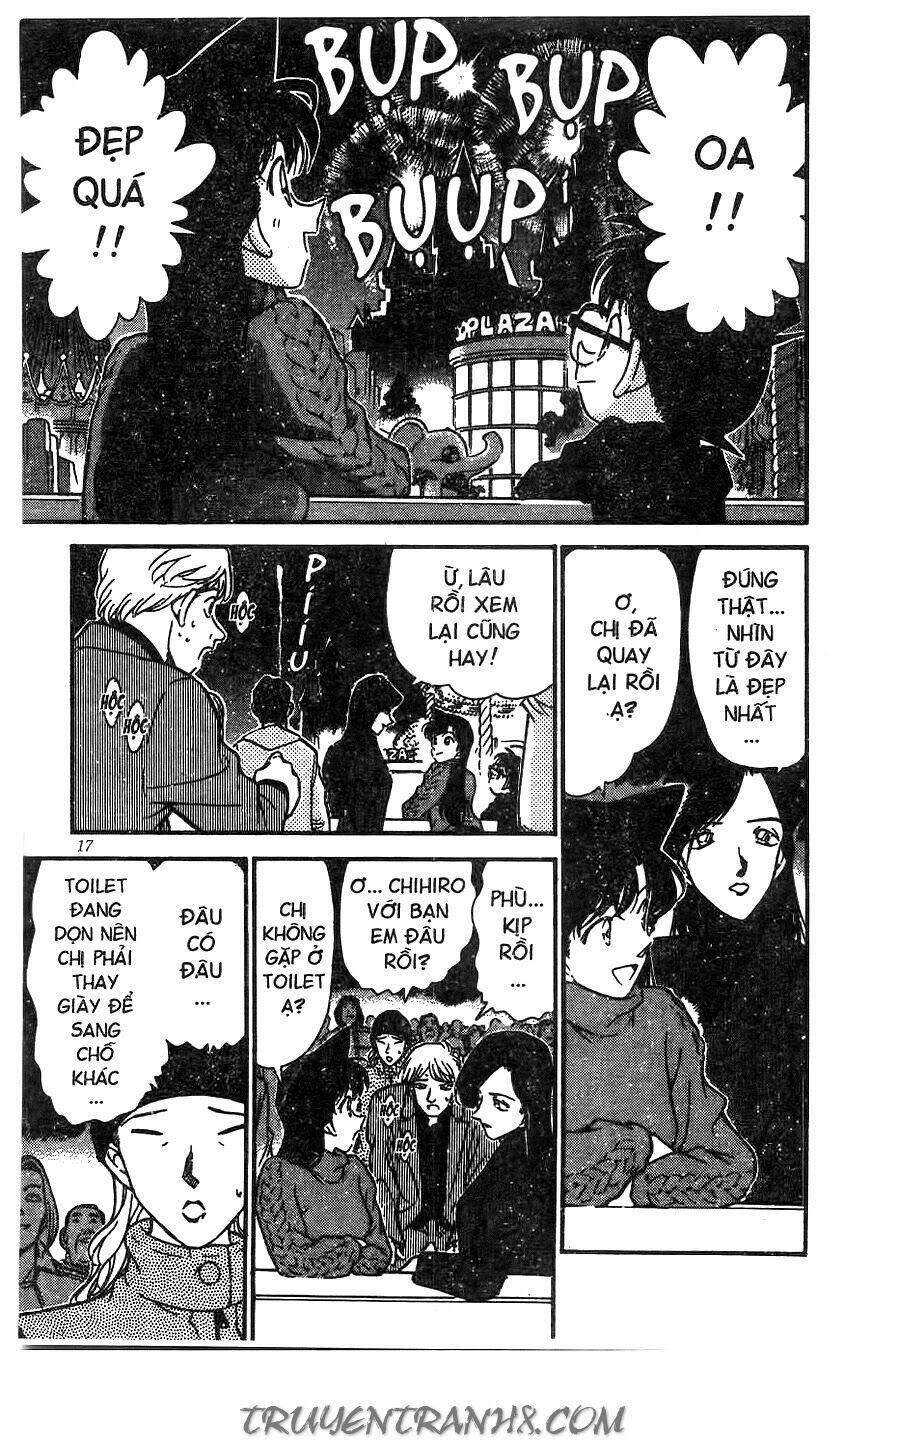 OA
!!
BỤP
BỤP
BỤỤP
ĐẸP
QUÁ
!!
PLAZA
ĐÚNG
THẬT...
NHÌN
TỪ ĐÂY
LÀ ĐẸP
NHẤT
...
Ơ,
CHỊ ĐÃ
QUAY
LẠI RỒI
Ạ?
Ừ, LÂU
RỒI XEM
LẠI CŨNG
HAY!
HỘC
HỘC
HỘC
17
PHÙ...
KỊP
RỒI
...
Ơ... CHIHIRO
VỚI BẠN
EM ĐÂU
RỒI?
CHỊ
KHÔNG
GẶP Ở
TOILET
Ạ?
HỘC
HỘC
ĐÂU
CÓ
ĐÂU
...
TOILET
ĐANG
DỌN NÊN
CHỊ PHẢI
THAY
GIÀY ĐỂ
SANG
CHỖ
KHÁC
...
TRUYENTRANH8.COM